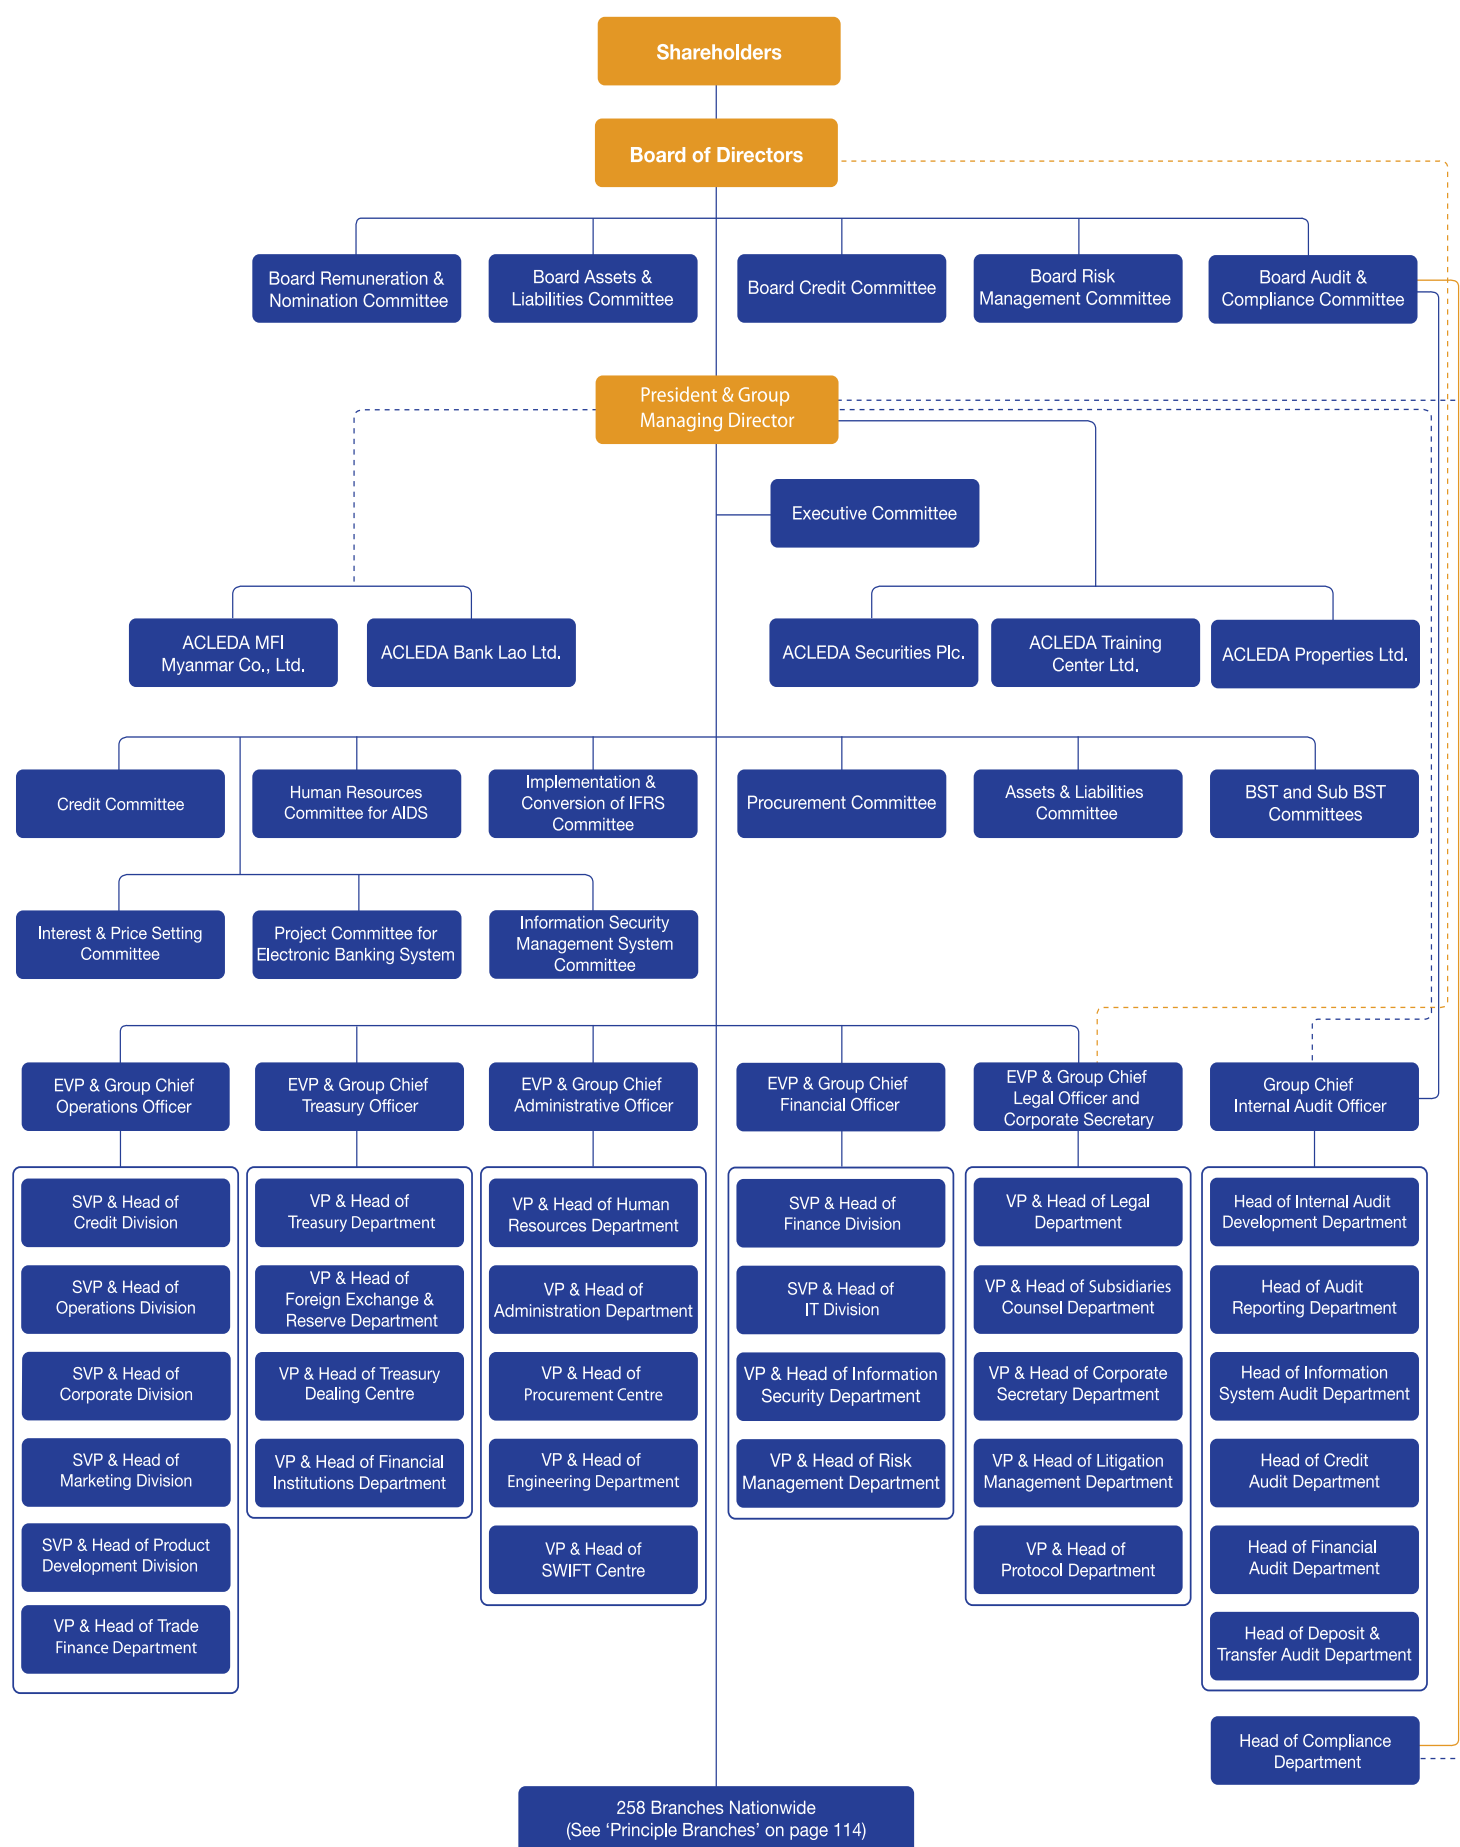 Shareholders
Board of Directors
Board Remuneration &
Nomination Committee
Board Assets &
Liabilities Committee
Board Credit Committee
Board Risk
Management Committee
Board Audit &
Compliance Committee
President & Group
Managing Director
Executive Committee
ACLEDA MFI
Myanmar Co., Ltd.
ACLEDA Bank Lao Ltd.
ACLEDA Securities Plc.
ACLEDA Training
Center Ltd.
ACLEDA Properties Ltd.
Credit Committee
Human Resources
Committee for AIDS
Implementation &
Conversion of IFRS
Committee
Procurement Committee
Assets & Liabilities
Committee
BST and Sub BST
Committees
Interest & Price Setting
Committee
Project Committee for
Electronic Banking System
Information Security
Management System
Committee
EVP & Group Chief
Operations Officer
EVP & Group Chief
Treasury Officer
EVP & Group Chief
Administrative Officer
EVP & Group Chief
Financial Officer
EVP & Group Chief
Legal Officer and
Corporate Secretary
Group Chief
Internal Audit Officer
SVP & Head of
Credit Division
SVP & Head of
Operations Division
SVP & Head of
Corporate Division
SVP & Head of
Marketing Division
SVP & Head of Product
Development Division
VP & Head of Trade
Finance Department
VP & Head of
Treasury Department
VP & Head of
Foreign Exchange &
Reserve Department
VP & Head of Treasury
Dealing Centre
VP & Head of Financial
Institutions Department
VP & Head of Human
Resources Department
VP & Head of
Administration Department
VP & Head of
Procurement Centre
VP & Head of
Engineering Department
VP & Head of
SWIFT Centre
SVP & Head of
Finance Division
SVP & Head of
IT Division
VP & Head of Information
Security Department
VP & Head of Risk
Management Department
VP & Head of Legal
Department
VP & Head of Subsidiaries
Counsel Department
VP & Head of Corporate
Secretary Department
VP & Head of Litigation
Management Department
VP & Head of
Protocol Department
Head of Internal Audit
Development Department
Head of Audit
Reporting Department
Head of Information
System Audit Department
Head of Credit
Audit Department
Head of Financial
Audit Department
Head of Deposit &
Transfer Audit Department
Head of Compliance
Department
258 Branches Nationwide
(See 'Principle Branches' on page 114)